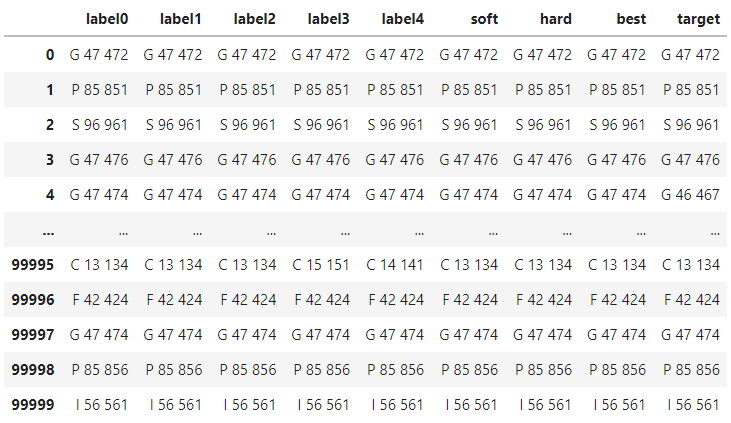 label0 label1 label2 label3 label4 soft hard best target
0 G 47 472 G 47 472 G 47 472 G 47 472 G 47 472 G 47 472 G 47 472 G 47 472 G 47 472
1 P 85 851 P 85 851 P 85 851 P 85 851 P 85 851 P 85 851 P 85 851 P 85 851 P 85 851
2 S 96 961 S 96 961 S 96 961 S 96 961 S 96 961 S 96 961 S 96 961 S 96 961 S 96 961
3 G 47 476 G 47 476 G 47 476 G 47 476 G 47 476 G 47 476 G 47 476 G 47 476 G 47 476
4 G 47 474 G 47 474 G 47 474 G 47 474 G 47 474 G 47 474 G 47 474 G 47 474 G 46 467
... ... ... ... ... ... ... ... ... ...
99995 C 13 134 C 13 134 C 13 134 C 15 151 C 14 141 C 13 134 C 13 134 C 13 134 C 13 134
99996 F 42 424 F 42 424 F 42 424 F 42 424 F 42 424 F 42 424 F 42 424 F 42 424 F 42 424
99997 G 47 474 G 47 474 G 47 474 G 47 474 G 47 474 G 47 474 G 47 474 G 47 474 G 47 474
99998 P 85 856 P 85 856 P 85 856 P 85 856 P 85 856 P 85 856 P 85 856 P 85 856 P 85 856
99999 I 56 561 I 56 561 I 56 561 I 56 561 I 56 561 I 56 561 I 56 561 I 56 561 I 56 561